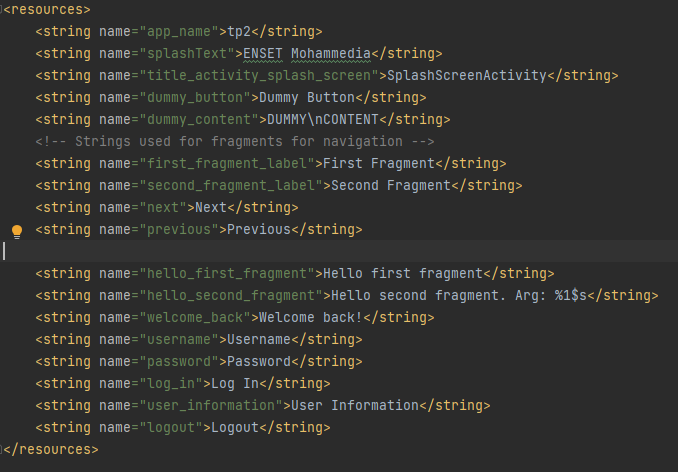 <resources>
<string name="app_name">tp2</string>
<string name="splashText">ENSET Mohammedia</string>
<string name="title_activity_splash_screen">SplashScreenActivity</string>
<string name="dummy_button">Dummy Button</string>
<string name="dummy_content">DUMMY\nCONTENT</string>
<!-- Strings used for fragments for navigation -->
<string name="first_fragment_label">First Fragment</string>
<string name="second_fragment_label">Second Fragment</string>
<string name="next">Next</string>
<string name="previous">Previous</string>
<string name="hello_first_fragment">Hello first fragment</string>
<string name="hello_second_fragment">Hello second fragment. Arg: %1$s</string>
<string name="welcome_back">Welcome back!</string>
<string name="username">Username</string>
<string name="password">Password</string>
<string name="log_in">Log In</string>
<string name="user_information">User Information</string>
<string name="logout">Logout</string>
</resources>